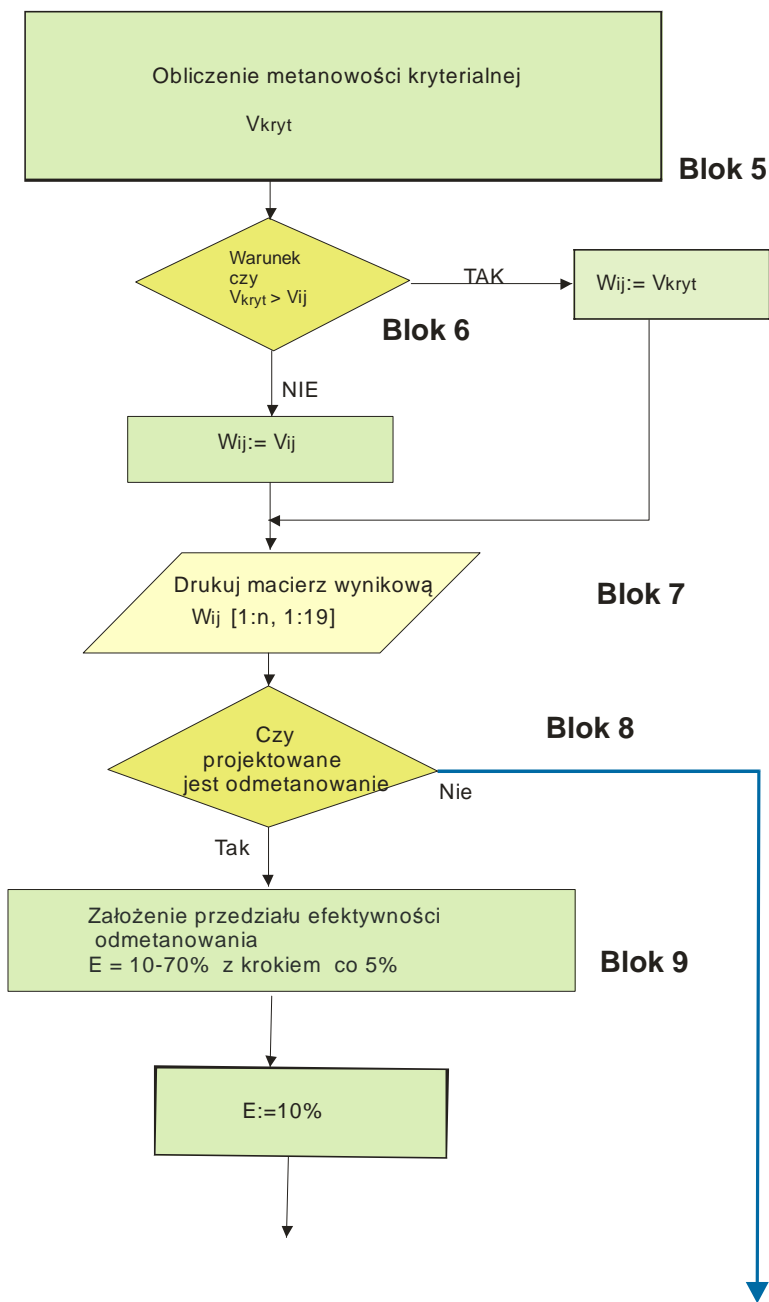 Obliczenie metanowości kryterialnej
Vkryt
Blok 5
Warunek
czy
Vkryt > Vij
TAK
Wij:= Vkryt
Blok 6
NIE
Wij:= Vij
Drukuj macierz wynikową
Wij [1:n, 1:19]
Blok 7
Czy
projektowane
jest odmetanowanie
Blok 8
Nie
Tak
Założenie przedziału efektywności
odmetanowania
E = 10-70% z krokiem co 5%
Blok 9
E:=10%